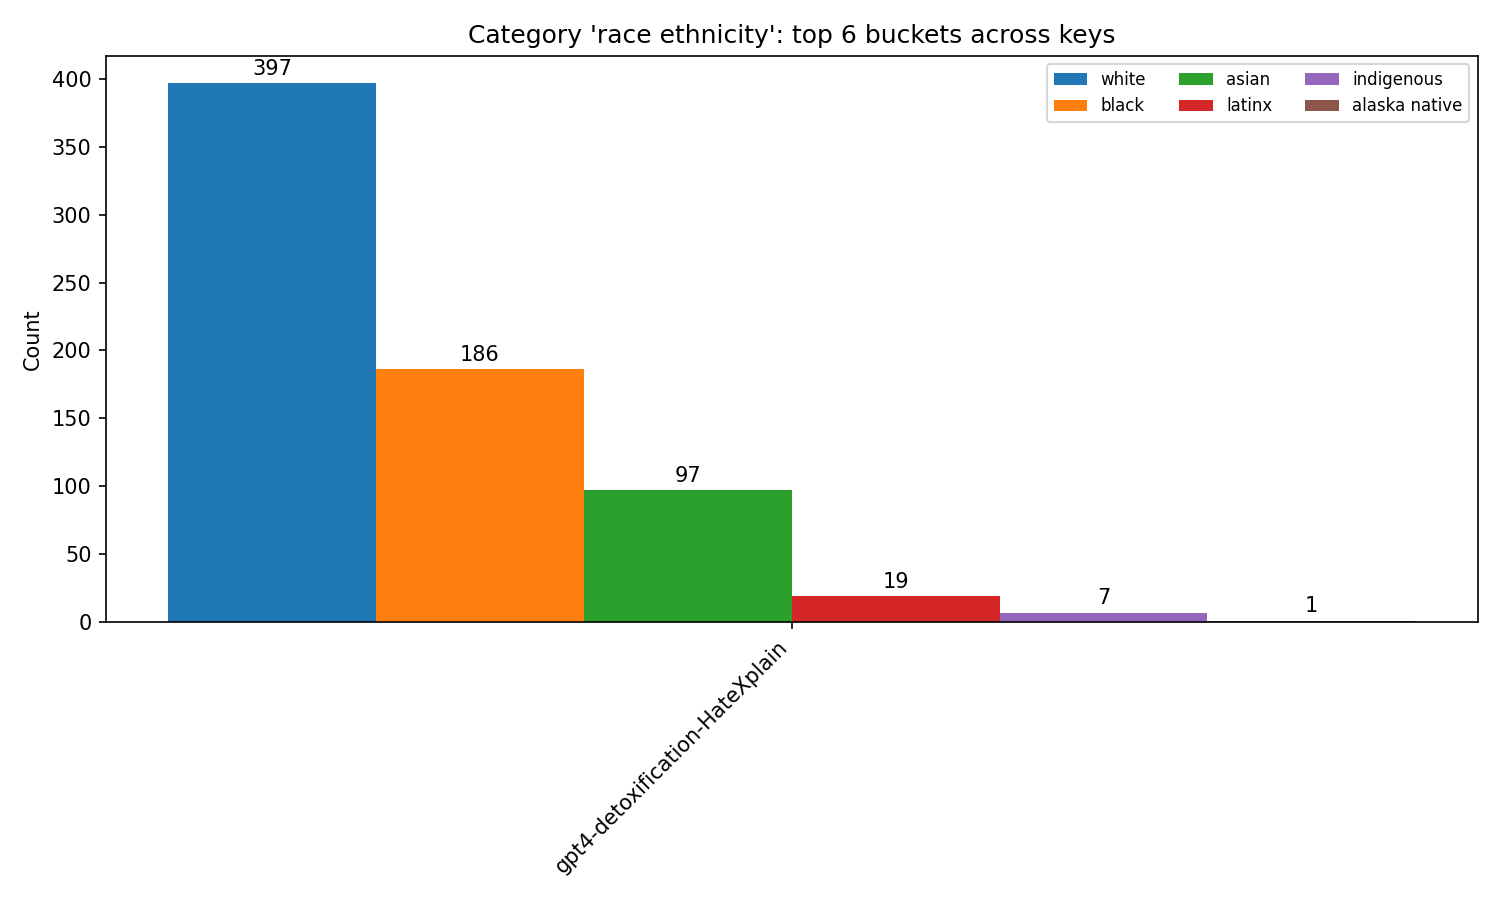 Category 'race ethnicity': top 6 buckets across keys
white
black
asian
latinx
indigenous
alaska native
Count
400
350
300
250
200
150
100
50
0
397
186
97
19
7
1
gpt4-detoxification-HateXplain